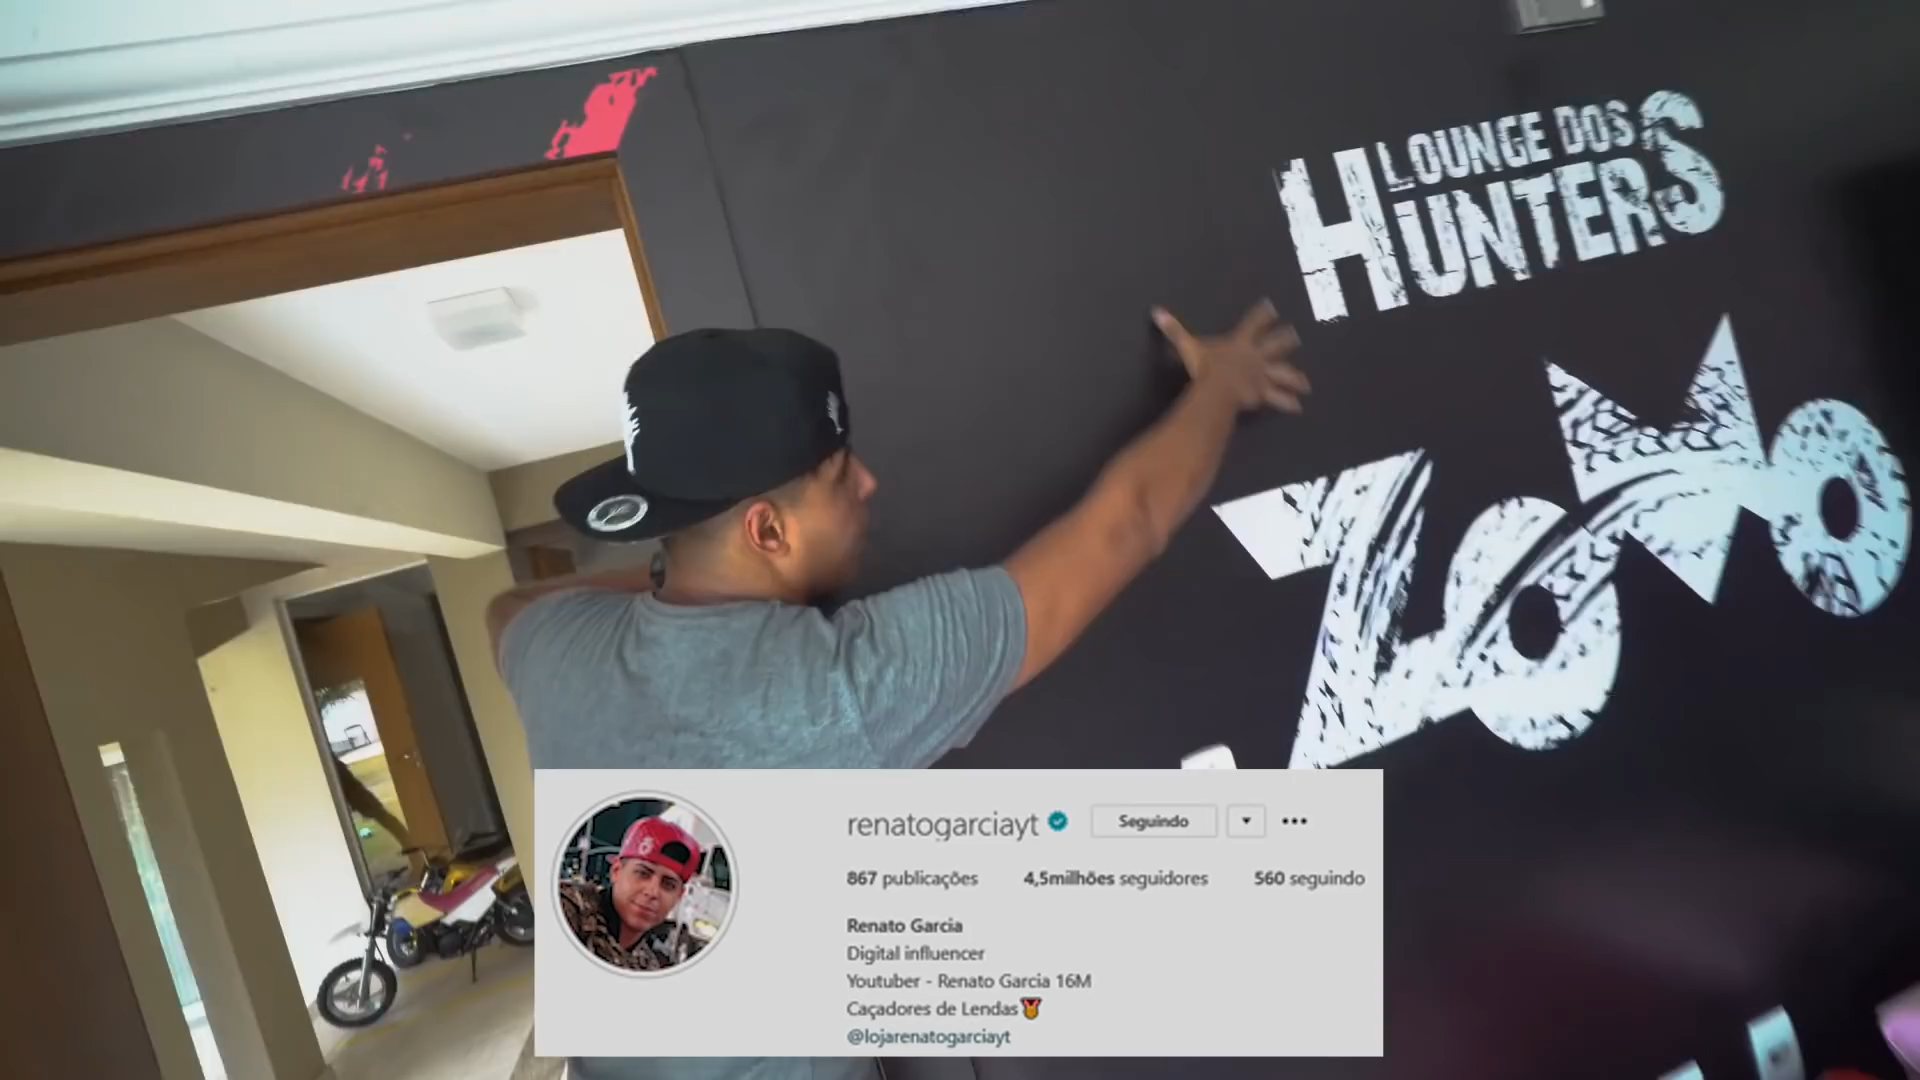 LOUNGE DOS
HUNTERS
ZOMO
renatogarciayt
Seguindo
867 publicações
4,5milhões seguidores
560 seguindo
Renato Garcia
Digital influencer
Youtuber - Renato Garcia 16M
Caçadores de Lendas🏅
@lojarenatogarciayt